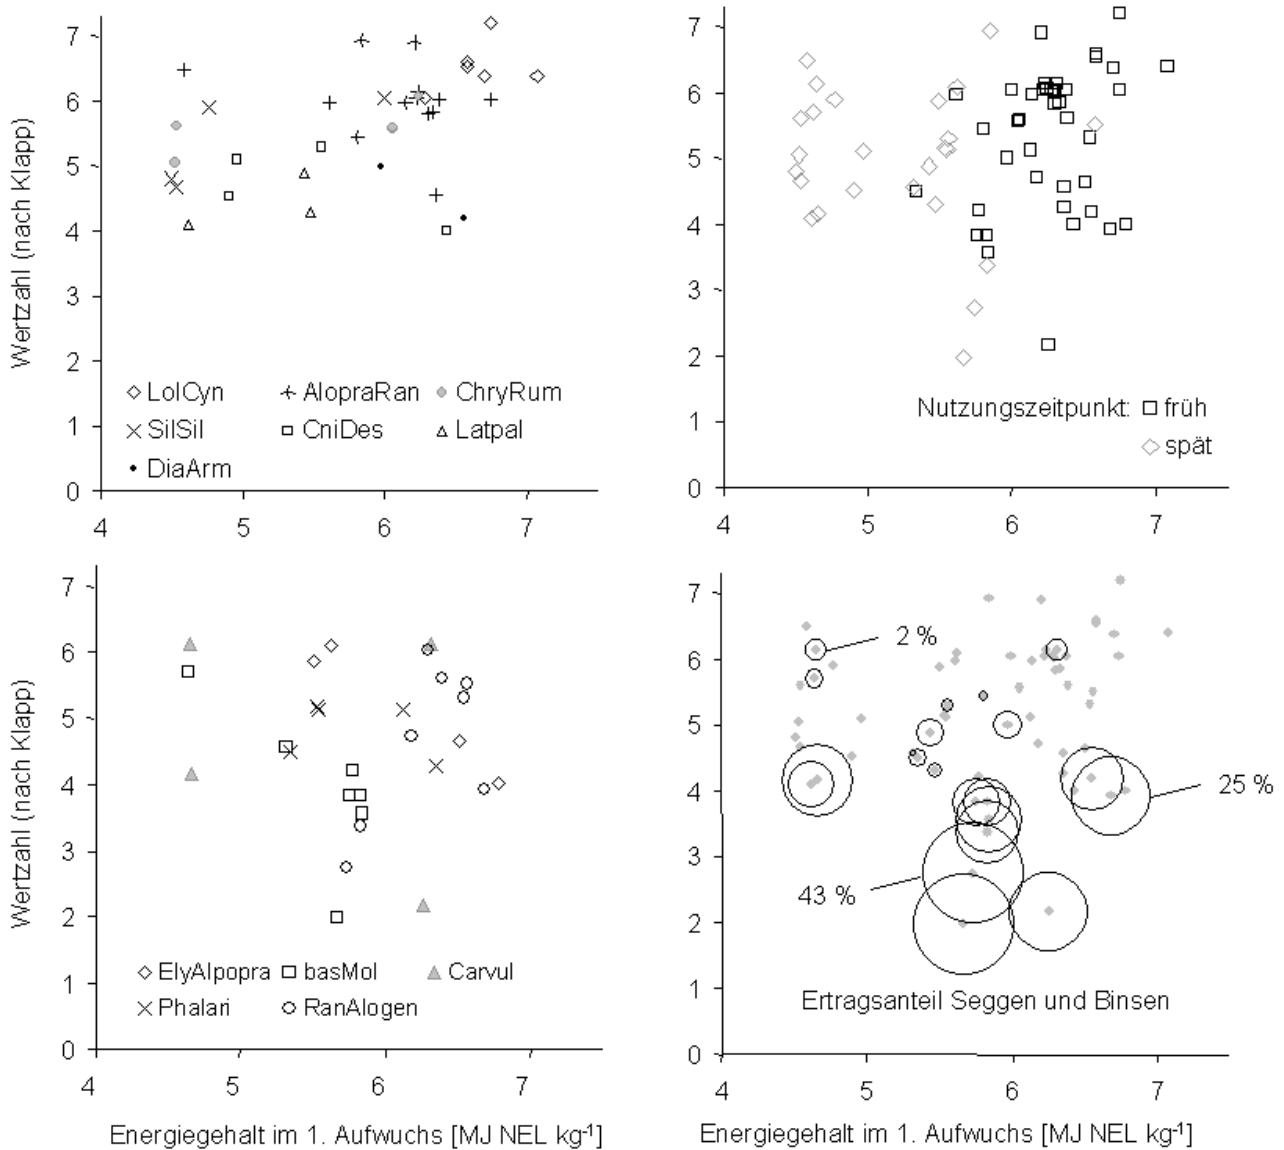 Wertzahl (nach Klapp)
7
6
5
4
3
2
1
0
4 5 6 7
LolCyn AlopraRan ChryRum
SilSil CniDes Latpal
DiaArm
7
6
5
4
3
2
1
0
4 5 6 7
Nutzungszeitpunkt: früh
spät
Wertzahl (nach Klapp)
7
6
5
4
3
2
1
0
4 5 6 7
ElyAlpopra basMol Carvul
Phalari RanAlogen
Energiegehalt im 1. Aufwuchs [MJ NEL kg⁻¹]
7
6
5
4
3
2
1
0
4 5 6 7
2 %
25 %
43 %
Ertragsanteil Seggen und Binsen
Energiegehalt im 1. Aufwuchs [MJ NEL kg⁻¹]